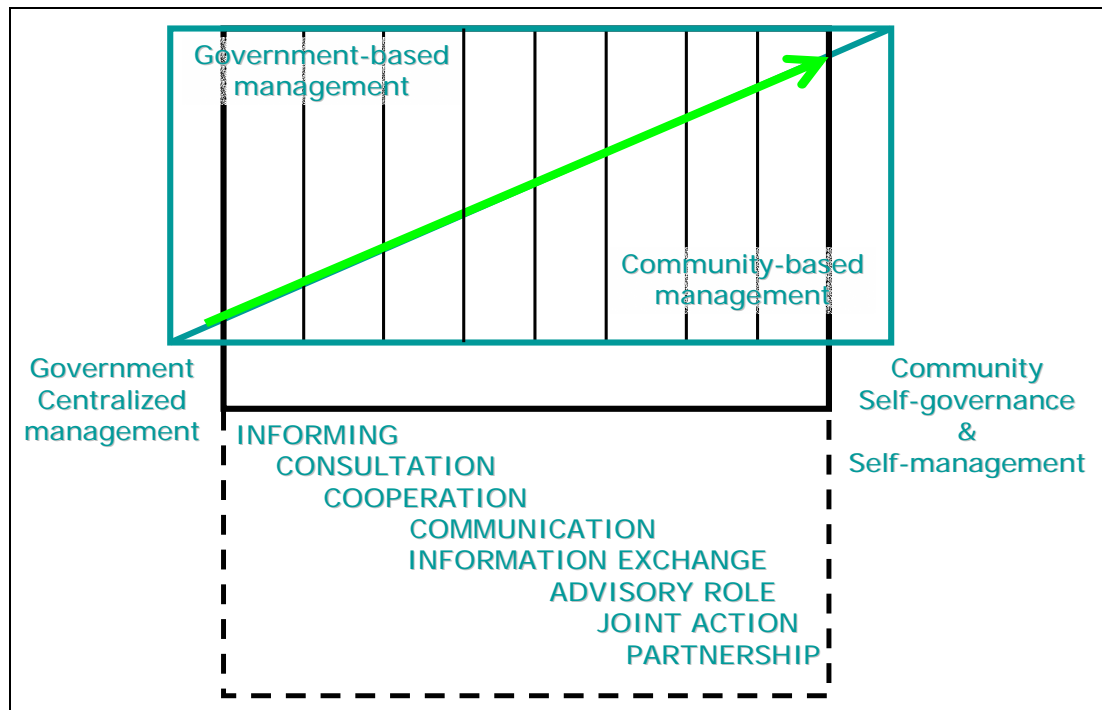 Government-based
management
Community-based
management
Government
Centralized
management
Community
Self-governance
&
Self-management
INFORMING
CONSULTATION
COOPERATION
COMMUNICATION
INFORMATION EXCHANGE
ADVISORY ROLE
JOINT ACTION
PARTNERSHIP